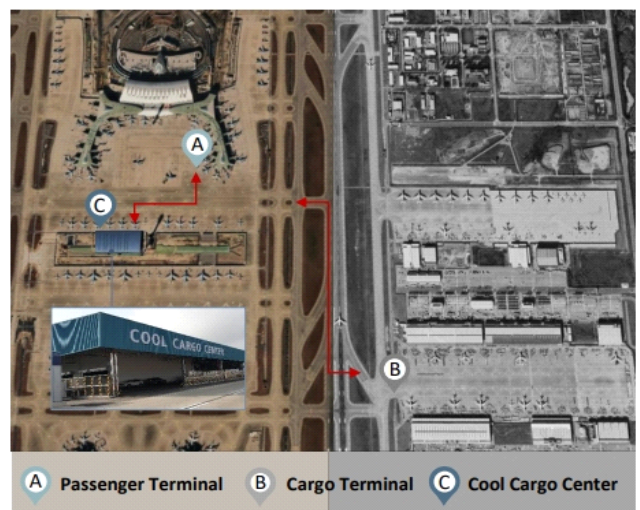 A
C
B
COOL CARGO CENTER
A Passenger Terminal B Cargo Terminal C Cool Cargo Center